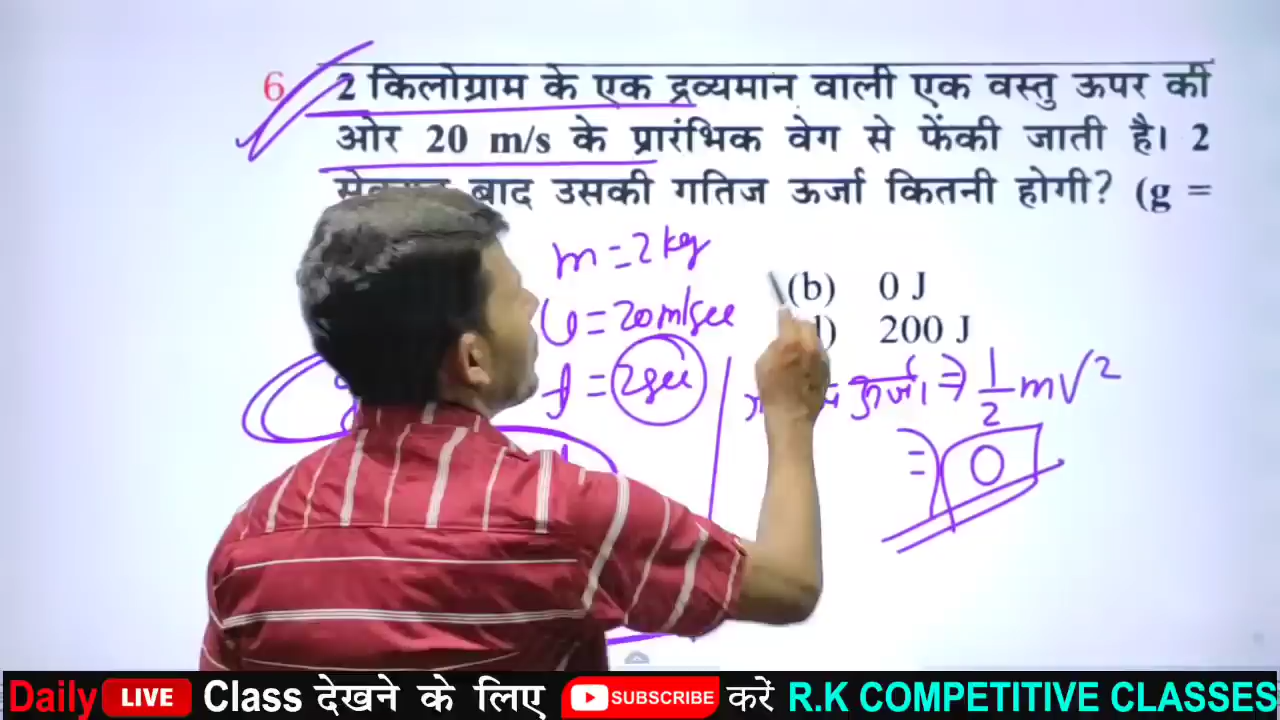 6 2 किलोग्राम के एक द्रव्यमान वाली एक वस्तु ऊपर की
ओर 20 m/s के प्रारंभिक वेग से फेंकी जाती है। 2
बाद उसकी गतिज ऊर्जा कितनी होगी? (g =
(b) 0 J
d) 200 J
m = 2 kg
u = 20 m/sec
t = 2 sec
ऊर्जा ⇒ 1/2 mv²
⇒ 0
Daily LIVE Class देखने के लिए SUBSCRIBE करें R.K COMPETITIVE CLASSES